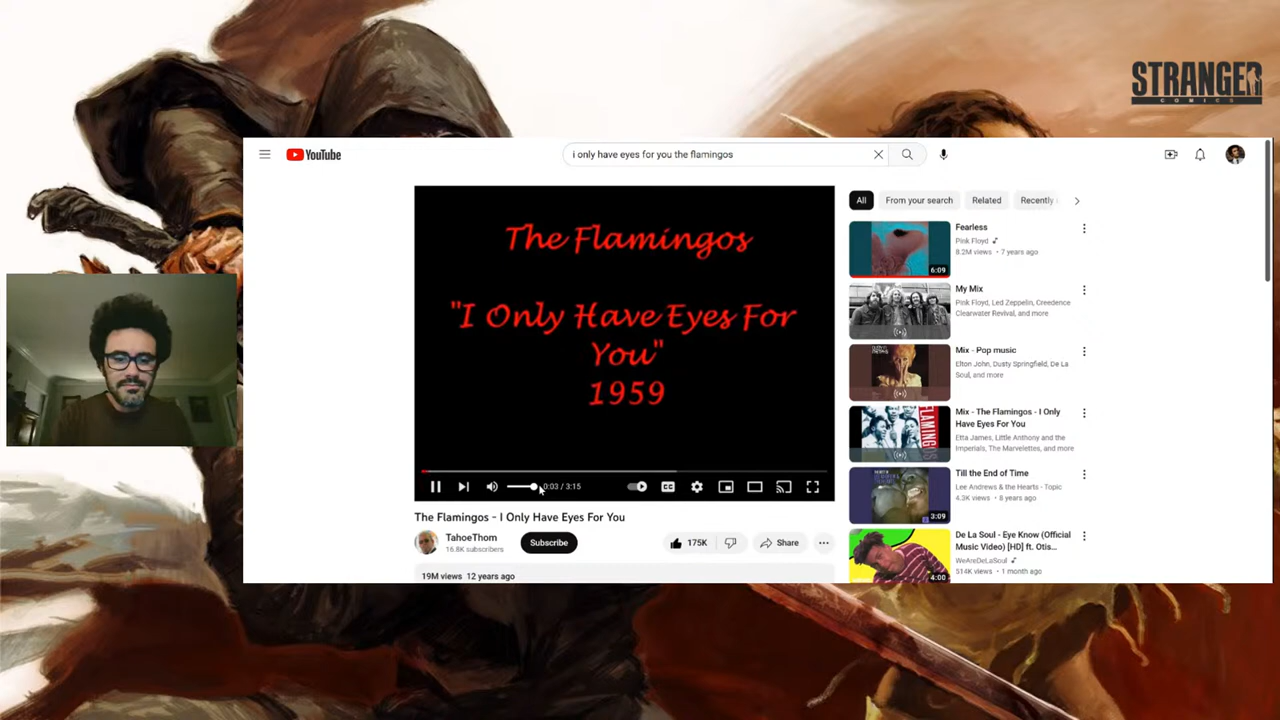 STRANGER
COMICS
YouTube
i only have eyes for you the flamingos
The Flamingos
"I Only Have Eyes For
You"
1959
0:03 / 3:15
CC
The Flamingos - I Only Have Eyes For You
TahoeThom
16.8K subscribers
Subscribe
175K
Share
19M views 12 years ago
All
From your search
Related
Recently
Fearless
Pink Floyd
8.2M views • 7 years ago
6:09
My Mix
Pink Floyd, Led Zeppelin, Creedence
Clearwater Revival, and more
Mix - Pop music
Elton John, Dusty Springfield, De La
Soul, and more
FLAMINGOS
Mix - The Flamingos - I Only
Have Eyes For You
Etta James, Little Anthony and the
Imperials, The Marvelettes, and more
Till the End of Time
Lee Andrews & the Hearts - Topic
4.3K views • 8 years ago
3:09
De La Soul - Eye Know (Official
Music Video) [HD] ft. Otis...
WeAreDeLaSoul
514K views • 1 month ago
4:00